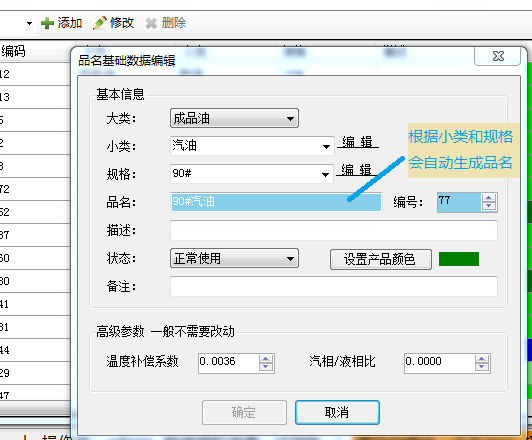 添加 修改 删除
编码
12
13
5
2
3
72
52
37
60
80
41
31
44
29
47
品名基础数据编辑
基本信息
大类: 成品油
小类: 汽油 编 辑
规格: 90# 编 辑
根据小类和规格
会自动生成品名
品名: 90#汽油 编号: 77
描述:
状态: 正常使用 设置产品颜色
备注:
高级参数 一般不需要改动
温度补偿系数 0.0036 汽相/液相比 0.0000
确定 取消